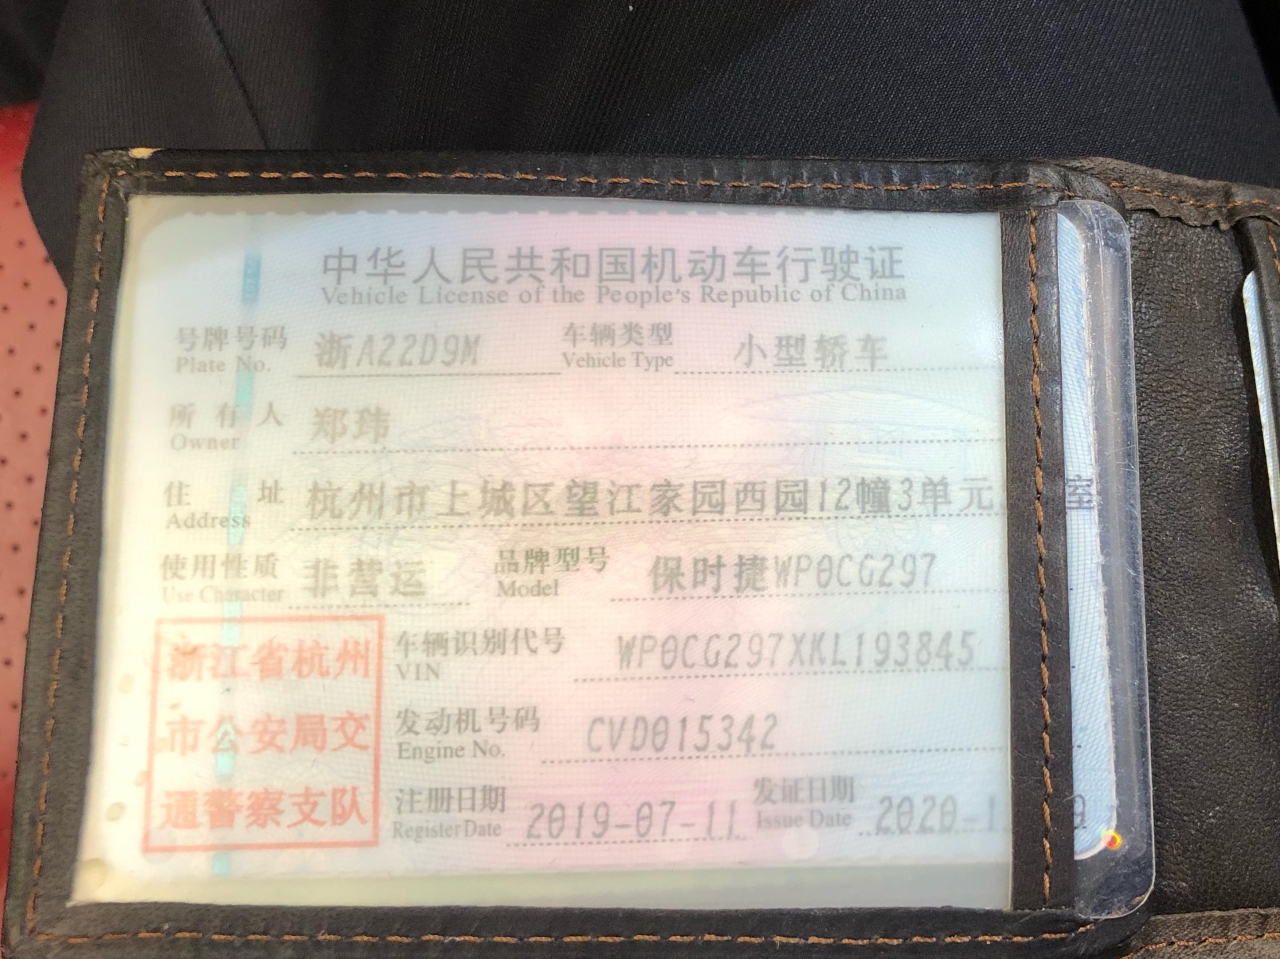 中华人民共和国机动车行驶证
Vehicle License of the People's Republic of China
号牌号码 浙A22D9M 车辆类型 小型轿车
Plate No. Vehicle Type
所有人 郑玮
Owner
住址 杭州市上城区望江家园西园12幢3单元 室
Address
使用性质 非营运 品牌型号 保时捷WP0CG297
Use Character Model
浙江省杭州 车辆识别代号 WP0CG297XKL193845
VIN
市公安局交 发动机号码 CVD015342
Engine No.
通警察支队 注册日期 2019-07-11 发证日期 2020-1
Register Date Issue Date